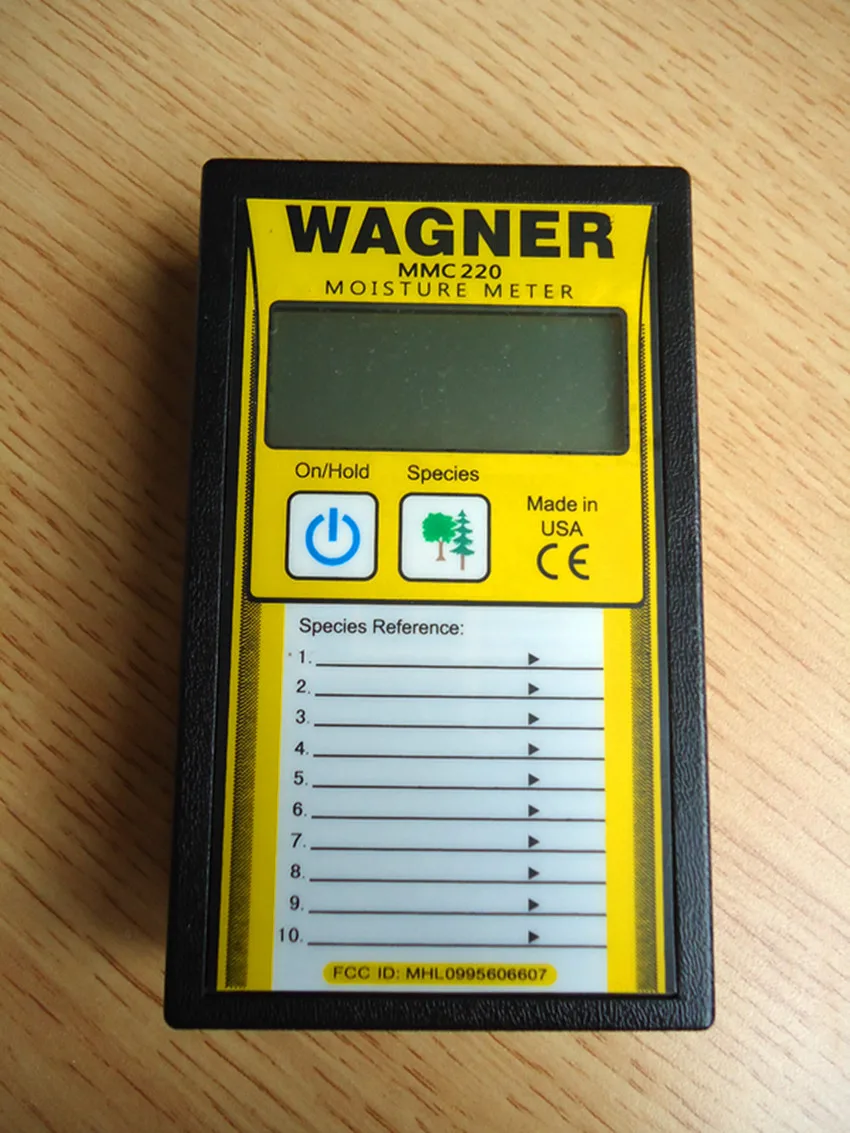 WAGNER
MMC220
MOISTURE METER
On/Hold Species
Made in
USA
CE
Species Reference:
1.
2.
3.
4.
5.
6.
7.
8.
9.
10.
FCC ID: MHL0995606607